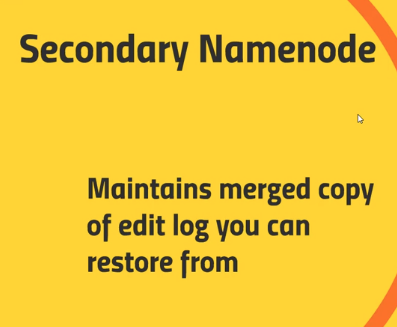 Secondary Namenode
Maintains merged copy
of edit log you can
restore from